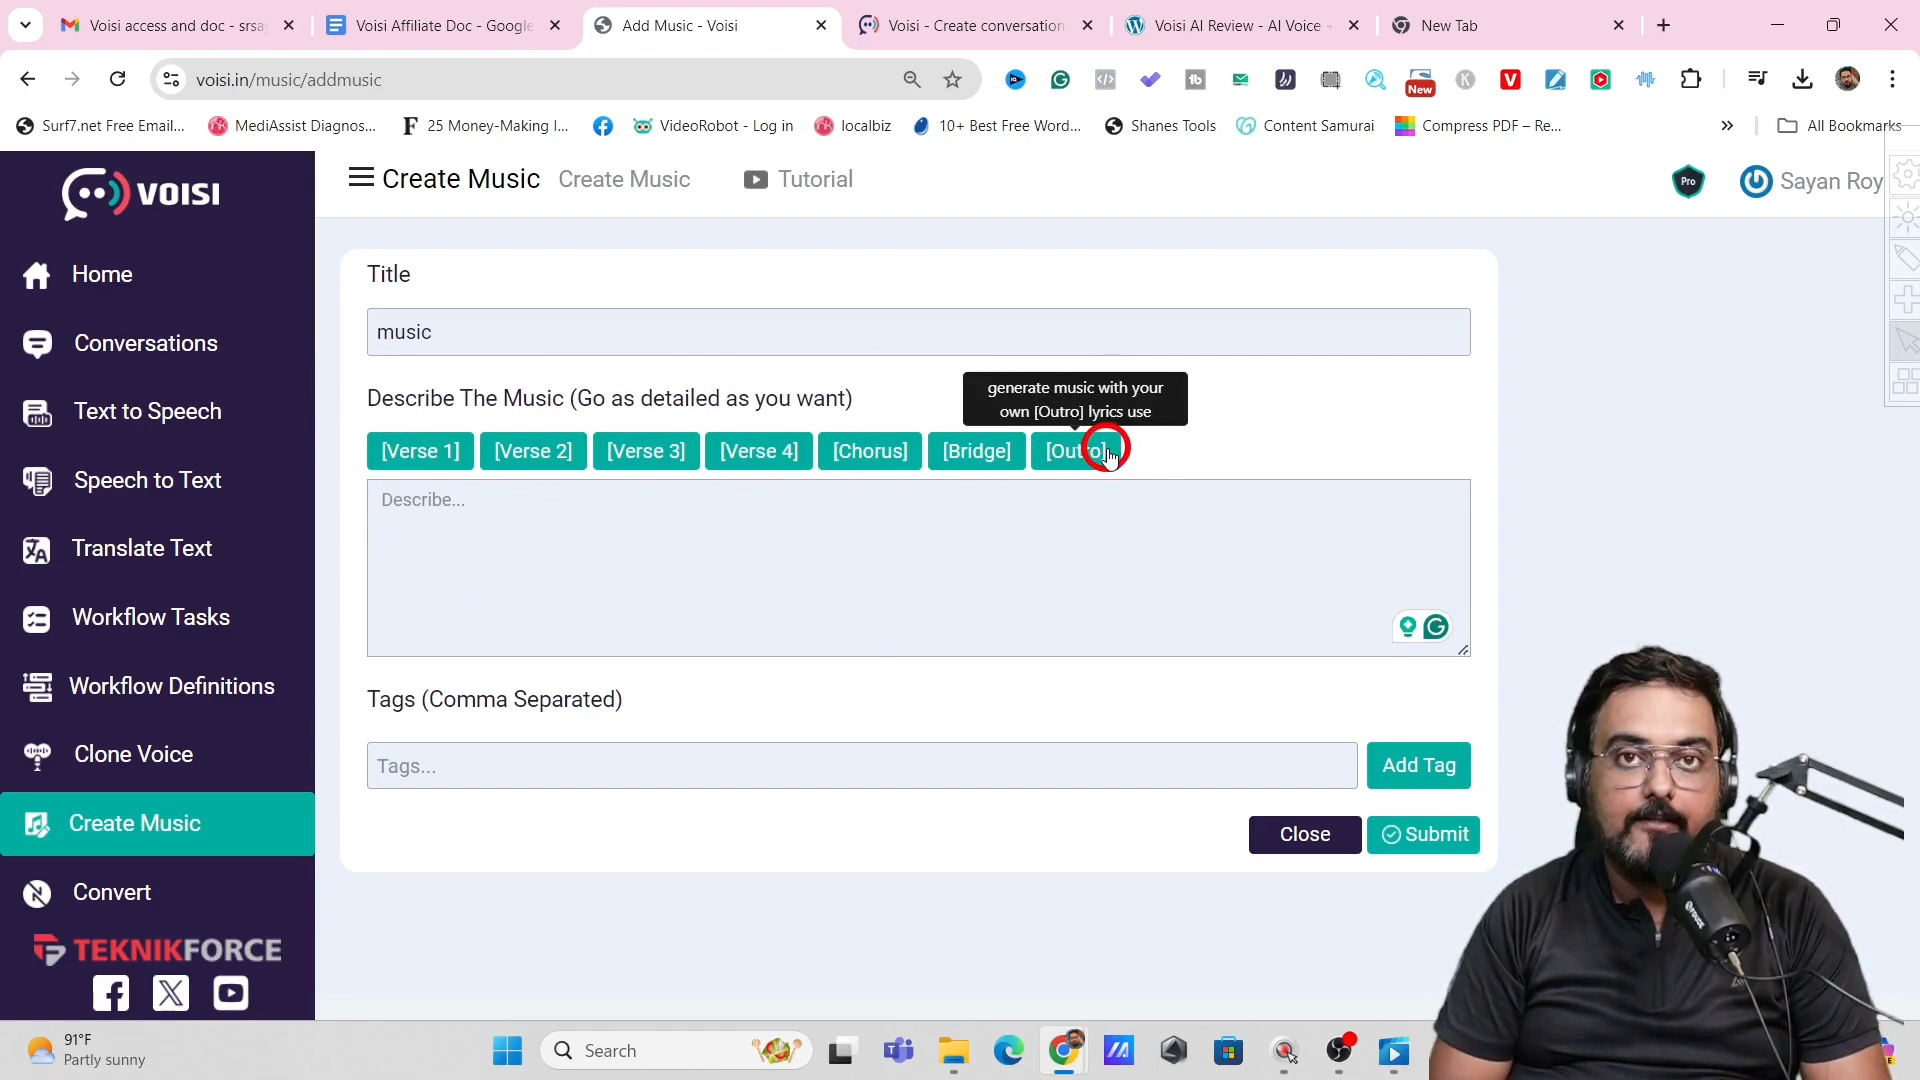 Voisi access and doc - srsa
Voisi Affiliate Doc - Google
Add Music - Voisi
Voisi - Create conversation
Voisi AI Review - AI Voice -
New Tab
voisi.in/music/addmusic
New
Surf7.net Free Email...
MediAssist Diagnos...
25 Money-Making I...
VideoRobot - Log in
localbiz
10+ Best Free Word...
Shanes Tools
Content Samurai
Compress PDF – Re...
All Bookmarks
VOISI
Create Music
Create Music
Tutorial
Pro
Sayan Roy
Home
Conversations
Text to Speech
Speech to Text
Translate Text
Workflow Tasks
Workflow Definitions
Clone Voice
Create Music
Convert
TEKNIKFORCE
Title
music
Describe The Music (Go as detailed as you want)
generate music with your
own [Outro] lyrics use
[Verse 1]
[Verse 2]
[Verse 3]
[Verse 4]
[Chorus]
[Bridge]
[Outro]
Describe...
Tags (Comma Separated)
Tags...
Add Tag
Close
Submit
91°F
Partly sunny
Search